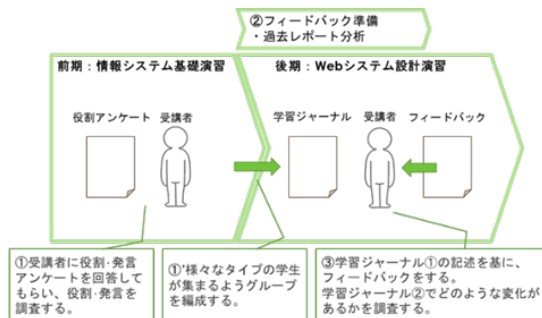 ②フィードバック準備
・過去レポート分析
前期：情報システム基礎演習
後期：Webシステム設計演習
役割アンケート 受講者
学習ジャーナル 受講者 フィードバック
①受講者に役割・発言
アンケートを回答して
もらい、役割・発言を
調査する。
①'様々なタイプの学生
が集まるようグループ
を編成する。
③学習ジャーナル①の記述を基に、
フィードバックをする。
学習ジャーナル②でどのような変化が
あるかを調査する。